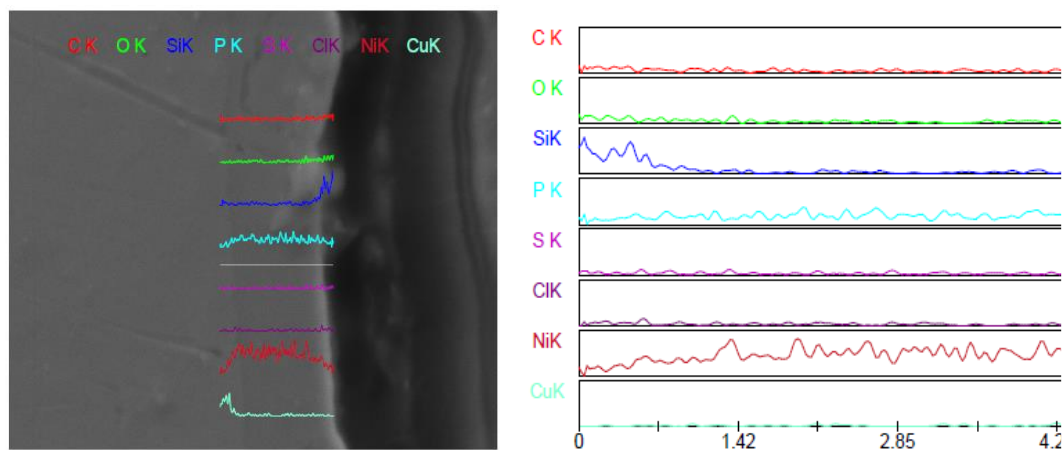 C K O K SiK P K S K ClK NiK CuK
C K
O K
SiK
P K
S K
ClK
NiK
CuK
0 1.42 2.85 4.2